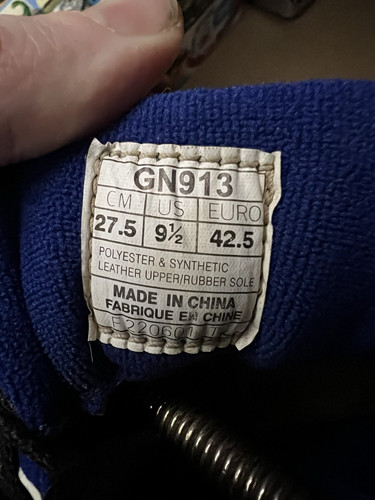 GN913
CM US EURO
27.5 9½ 42.5
POLYESTER & SYNTHETIC
LEATHER UPPER/RUBBER SOLE
MADE IN CHINA
FABRIQUE EN CHINE